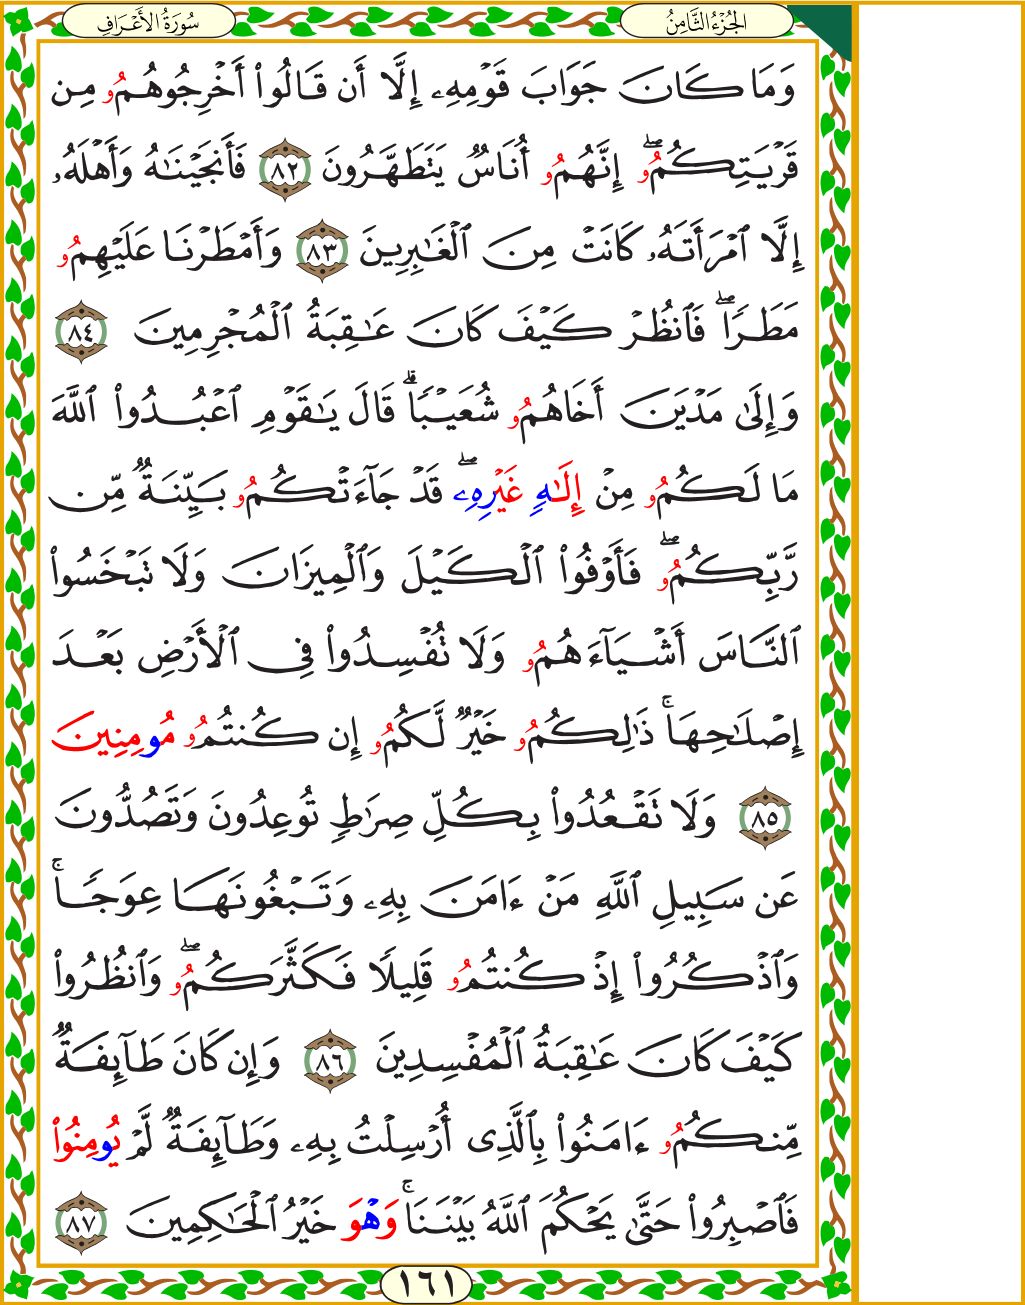 سُورَةُ الأَعْرَافِ
الجُزْءُ الثَّامِنُ
وَمَا كَانَ جَوَابَ قَوْمِهِۦ إِلَّا أَن قَالُوا۟ أَخْرِجُوهُمُۥ مِن
قَرْيَتِكُمُۥۖ إِنَّهُمُۥ أُنَاسٌ يَتَطَهَّرُونَ ٨٢ فَأَنجَيْنَٰهُ وَأَهْلَهُۥ
إِلَّا ٱمْرَأَتَهُۥ كَانَتْ مِنَ ٱلْغَٰبِرِينَ ٨٣ وَأَمْطَرْنَا عَلَيْهِمُۥ
مَطَرًاۖ فَٱنظُرْ كَيْفَ كَانَ عَٰقِبَةُ ٱلْمُجْرِمِينَ ٨٤
وَإِلَىٰ مَدْيَنَ أَخَاهُمُۥ شُعَيْبًاۗ قَالَ يَٰقَوْمِ ٱعْبُدُوا۟ ٱللَّهَ
مَا لَكُمُۥ مِنْ إِلَٰهٍ غَيْرِهِۦۖ قَدْ جَآءَتْكُمُۥ بَيِّنَةٌ مِّن
رَّبِّكُمُۥۖ فَأَوْفُوا۟ ٱلْكَيْلَ وَٱلْمِيزَانَ وَلَا تَبْخَسُوا۟
ٱلنَّاسَ أَشْيَآءَهُمُۥ وَلَا تُفْسِدُوا۟ فِى ٱلْأَرْضِ بَعْدَ
إِصْلَٰحِهَاۚ ذَٰلِكُمُۥ خَيْرٌ لَّكُمُۥ إِن كُنتُمُۥ مُومِنِينَ
٨٥ وَلَا تَقْعُدُوا۟ بِكُلِّ صِرَٰطٍ تُوعِدُونَ وَتَصُدُّونَ
عَن سَبِيلِ ٱللَّهِ مَنْ ءَامَنَ بِهِۦ وَتَبْغُونَهَا عِوَجًاۚ
وَٱذْكُرُوا۟ إِذْ كُنتُمُۥ قَلِيلًا فَكَثَّرَكُمُۥۖ وَٱنظُرُوا۟
كَيْفَ كَانَ عَٰقِبَةُ ٱلْمُفْسِدِينَ ٨٦ وَإِن كَانَ طَآئِفَةٌ
مِّنكُمُۥ ءَامَنُوا۟ بِٱلَّذِى أُرْسِلْتُ بِهِۦ وَطَآئِفَةٌ لَّمْ يُومِنُوا۟
فَٱصْبِرُوا۟ حَتَّىٰ يَحْكُمَ ٱللَّهُ بَيْنَنَاۚ وَهْوَ خَيْرُ ٱلْحَٰكِمِينَ ٨٧
١٦١